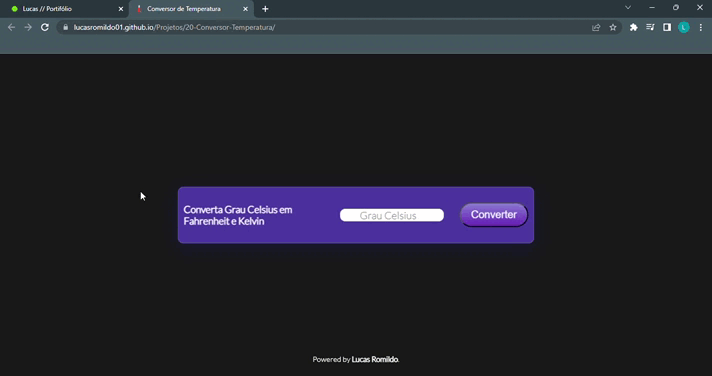 Lucas // Portifólio
Conversor de Temperatura
lucasromildo01.github.io/Projetos/20-Conversor-Temperatura/
L
Converta Grau Celsius em
Fahrenheit e Kelvin
Grau Celsius
Converter
Powered by Lucas Romildo.